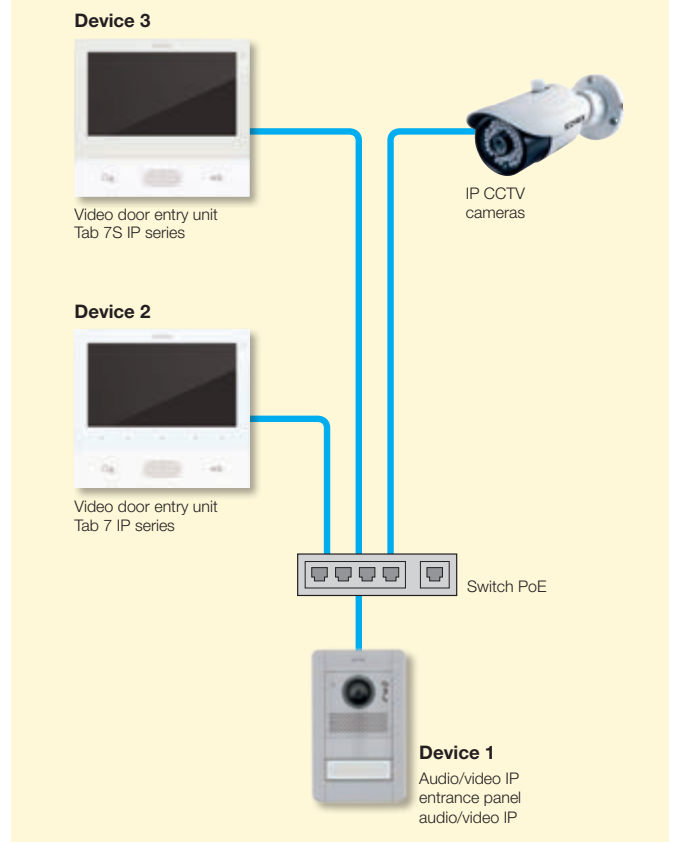 Device 3
Video door entry unit
Tab 7S IP series
IP CCTV
cameras
Device 2
Video door entry unit
Tab 7 IP series
Switch PoE
Device 1
Audio/video IP
entrance panel
audio/video IP